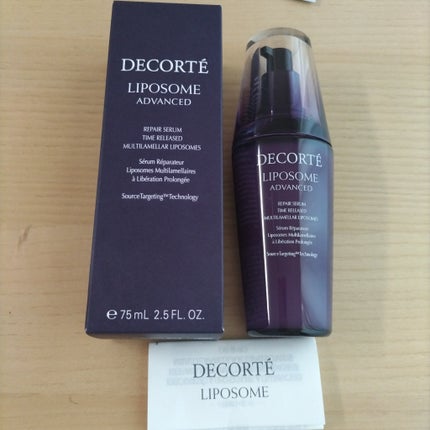 DECORTÉ
LIPOSOME
ADVANCED
REPAIR SERUM
TIME RELEASED
MULTILAMELLAR LIPOSOMES
Sérum Réparateur
Liposomes Multilamellaires
à Libération Prolongée
SourceTargeting™ Technology
℮ 75 mL 2.5 FL. OZ.
DECORTÉ
LIPOSOME
ADVANCED
REPAIR SERUM
TIME RELEASED
MULTILAMELLAR LIPOSOMES
Sérum Réparateur
Liposomes Multilamellaires
à Libération Prolongée
SourceTargeting™ Technology
DECORTÉ
LIPOSOME